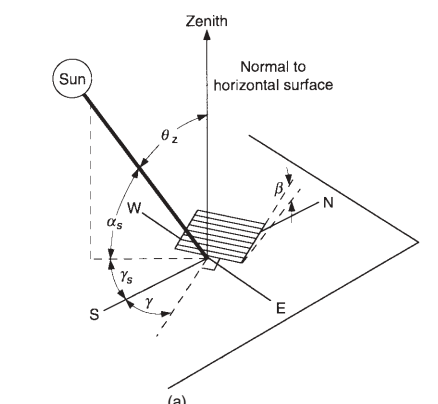 Zenith
Sun
Normal to
horizontal surface
θz
β
N
W
αs
γs
S
γ
E
(a)